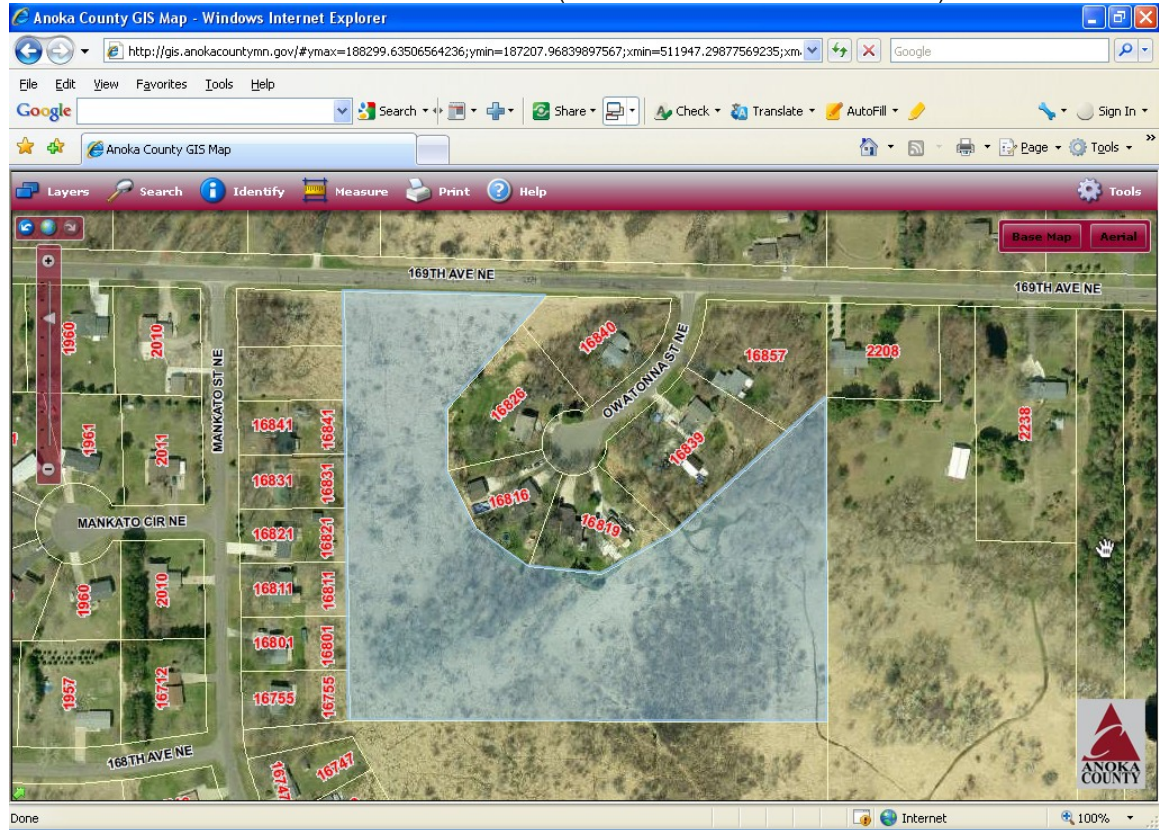 Anoka County GIS Map - Windows Internet Explorer
http://gis.anokacountymn.gov/#ymax=188299.63506564236;ymin=187207.96839897567;xmin=511947.29877569235;xm
Google
File Edit View Favorites Tools Help
Google Search Share Check Translate AutoFill Sign In
Anoka County GIS Map Page Tools
Layers Search Identify Measure Print Help Tools
Base Map Aerial
169TH AVE NE
169TH AVE NE
1960
2010
MANKATO ST NE
16840
OWATONNA ST NE
16857
2208
16826
2238
1961
2011
16841
16841
16839
16831
16831
16816
16819
MANKATO CIR NE
16821
16821
1960
2010
16811
16811
16801
16801
1957
16712
16755
16755
168TH AVE NE
16747
16747
ANOKA
COUNTY
Done Internet 100%